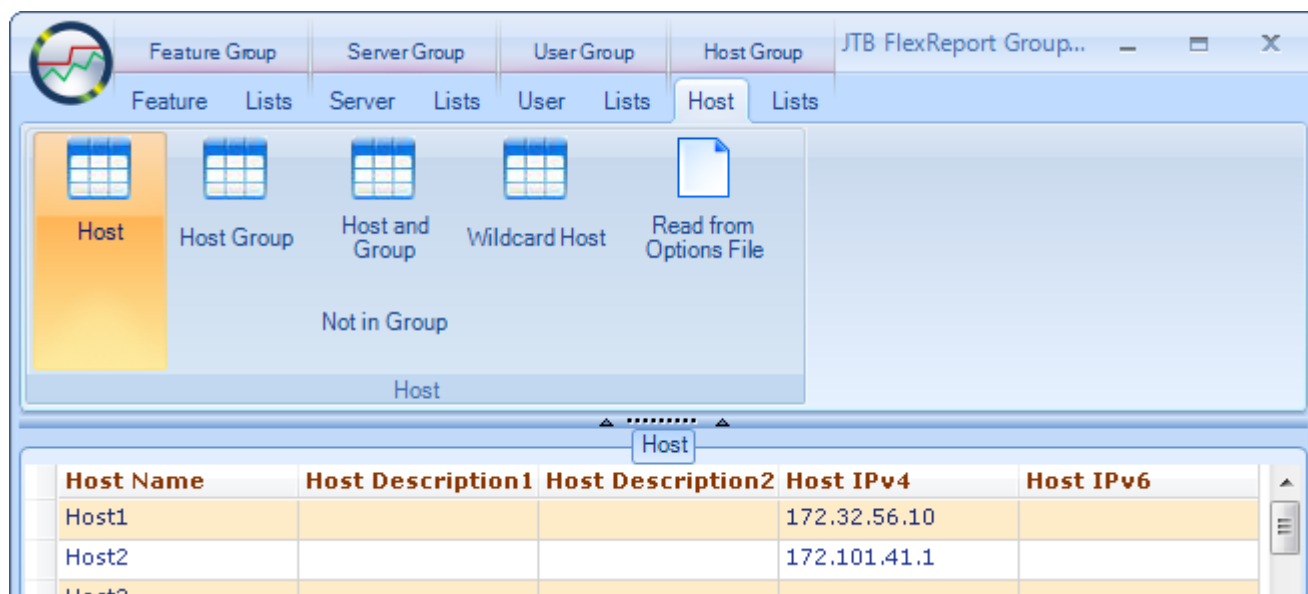 Feature Group Server Group User Group Host Group JTB FlexReport Group...
Feature Lists Server Lists User Lists Host Lists
Host
Host Group
Host and
Group
Wildcard Host
Read from
Options File
Not in Group
Host
Host
Host Name Host Description1 Host Description2 Host IPv4 Host IPv6
Host1 172.32.56.10
Host2 172.101.41.1